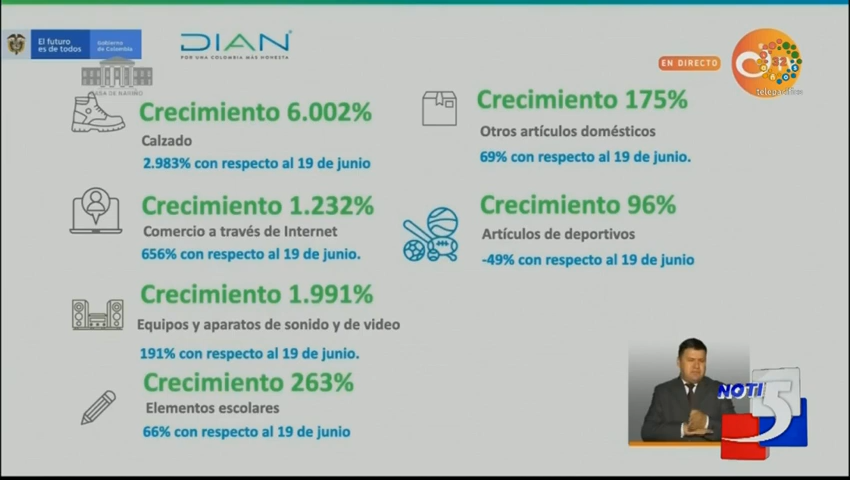 El futuro
es de todos
Gobierno
de Colombia
DIAN
POR UNA COLOMBIA MÁS HONESTA
CASA DE NARIÑO
EN DIRECTO
32
telepacífico
Crecimiento 6.002%
Calzado
2.983% con respecto al 19 de junio
Crecimiento 1.232%
Comercio a través de Internet
656% con respecto al 19 de junio.
Crecimiento 1.991%
Equipos y aparatos de sonido y de video
191% con respecto al 19 de junio.
Crecimiento 263%
Elementos escolares
66% con respecto al 19 de junio
Crecimiento 175%
Otros artículos domésticos
69% con respecto al 19 de junio.
Crecimiento 96%
Artículos de deportivos
-49% con respecto al 19 de junio
NOTI
5